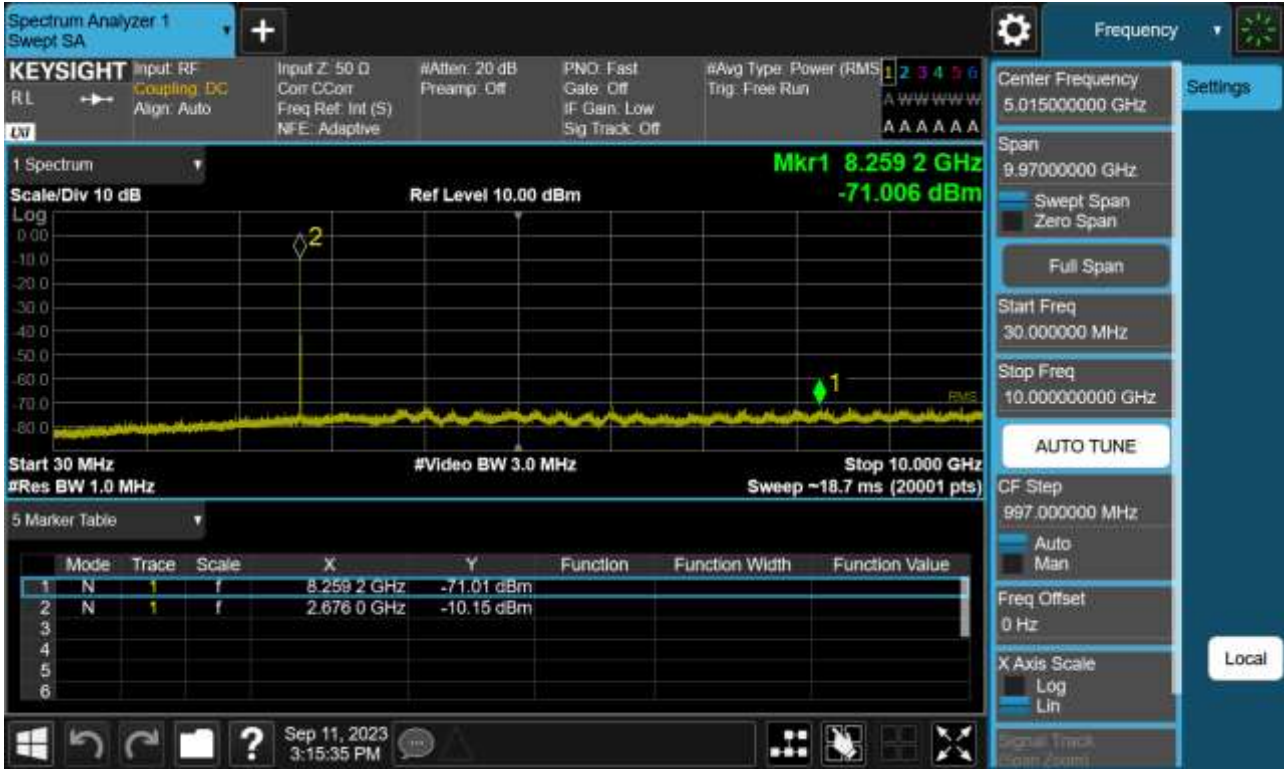 Spectrum Analyzer 1
Swept SA
+
Frequency
KEYSIGHT
RL
LXI
Input: RF
Coupling: DC
Align: Auto
Input Z: 50 Ω
Corr CCorr
Freq Ref: Int (S)
NFE: Adaptive
#Atten: 20 dB
Preamp: Off
PNO: Fast
Gate: Off
IF Gain: Low
Sig Track: Off
#Avg Type: Power (RMS
Trig: Free Run
1 2 3 4 5 6
A W W W W W
A A A A A A
1 Spectrum
Scale/Div 10 dB
Ref Level 10.00 dBm
Mkr1 8.259 2 GHz
-71.006 dBm
Log
0.00
-10.0
-20.0
-30.0
-40.0
-50.0
-60.0
-70.0
-80.0
2
1
RMS
Start 30 MHz
#Video BW 3.0 MHz
Stop 10.000 GHz
#Res BW 1.0 MHz
Sweep ~18.7 ms (20001 pts)
5 Marker Table
Mode Trace Scale X Y Function Function Width Function Value
1 N 1 f 8.259 2 GHz -71.01 dBm
2 N 1 f 2.676 0 GHz -10.15 dBm
3
4
5
6
Sep 11, 2023
3:15:35 PM
?
Center Frequency
5.015000000 GHz
Settings
Span
9.97000000 GHz
Swept Span
Zero Span
Full Span
Start Freq
30.000000 MHz
Stop Freq
10.000000000 GHz
AUTO TUNE
CF Step
997.000000 MHz
Auto
Man
Freq Offset
0 Hz
X Axis Scale
Log
Lin
Local
Signal Track
(Span Zoom)